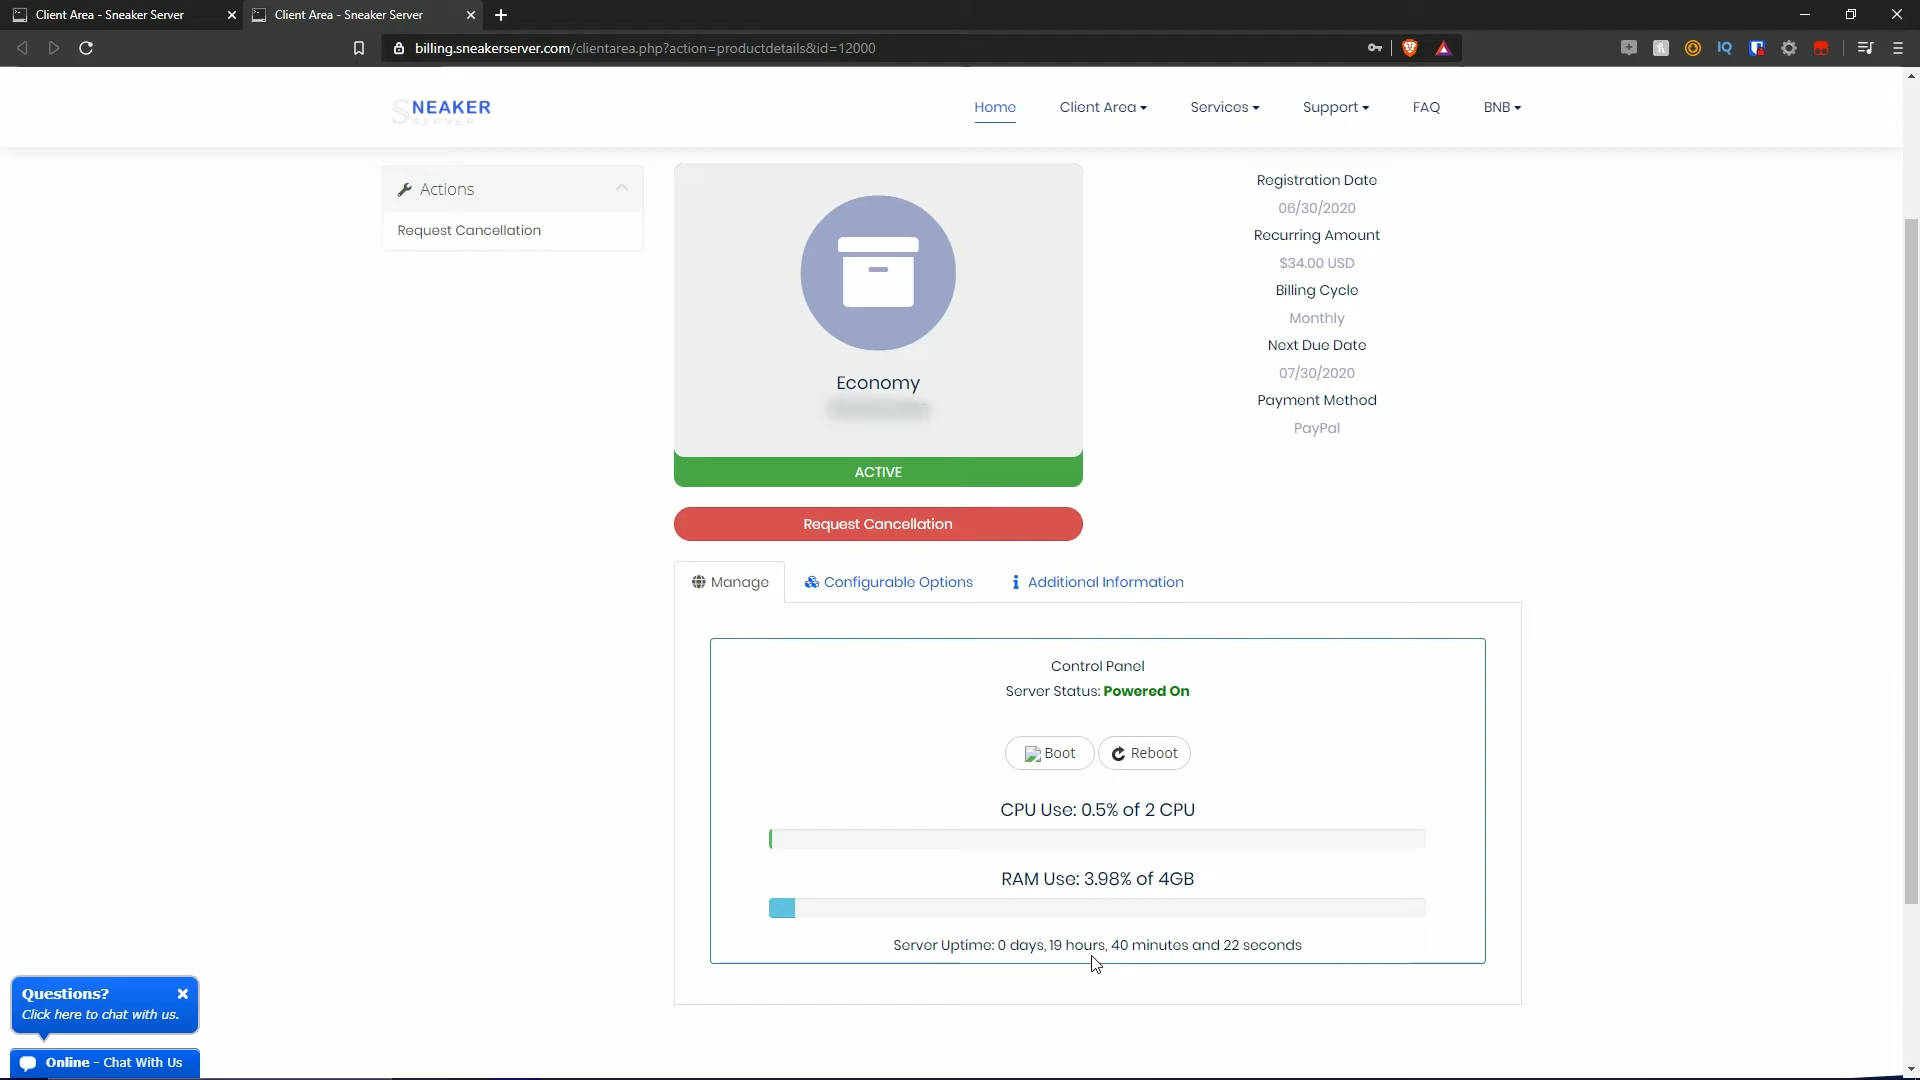 Client Area - Sneaker Server
Client Area - Sneaker Server
billing.sneakerserver.com/clientarea.php?action=productdetails&id=12000
SNEAKER
SERVER
Home
Client Area
Services
Support
FAQ
BNB
Actions
Request Cancellation
Economy
ACTIVE
Request Cancellation
Registration Date
06/30/2020
Recurring Amount
$34.00 USD
Billing Cycle
Monthly
Next Due Date
07/30/2020
Payment Method
PayPal
Manage
Configurable Options
Additional Information
Control Panel
Server Status: Powered On
Boot
Reboot
CPU Use: 0.5% of 2 CPU
RAM Use: 3.98% of 4GB
Server Uptime: 0 days, 19 hours, 40 minutes and 22 seconds
Questions?
Click here to chat with us.
Online - Chat With Us